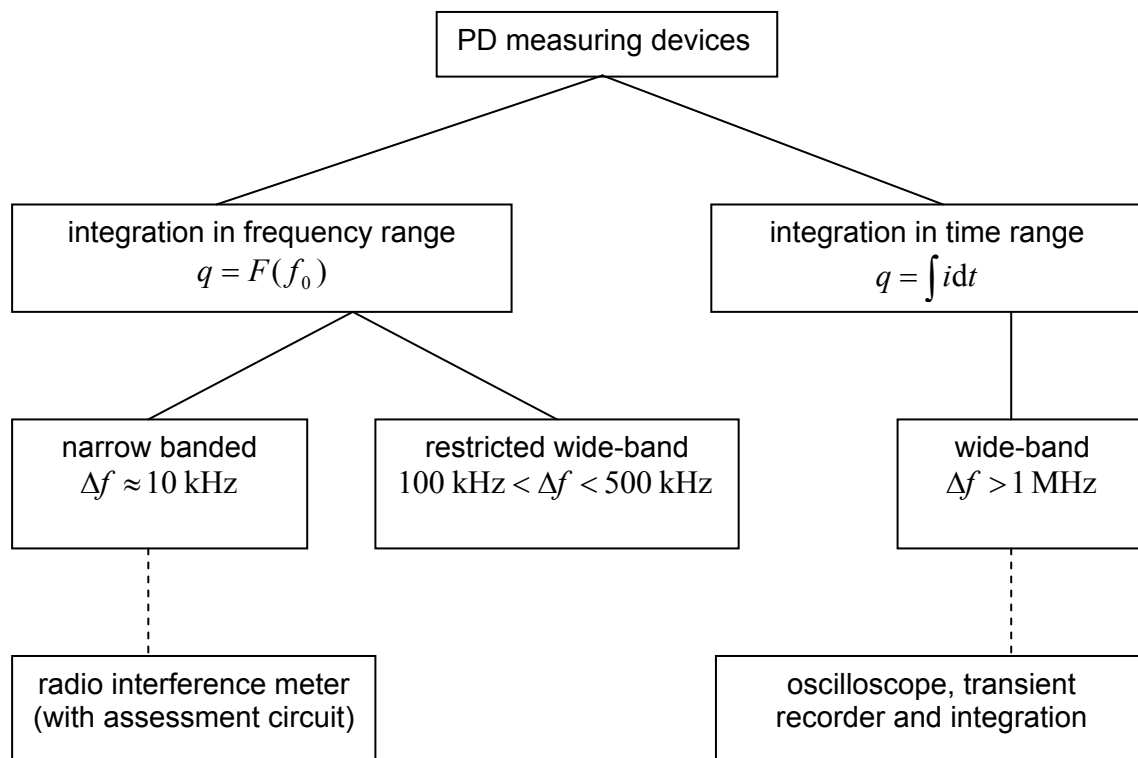 PD measuring devices
integration in frequency range
q = F(f₀)
integration in time range
q = ∫idt
narrow banded
Δf ≈ 10 kHz
restricted wide-band
100 kHz < Δf < 500 kHz
wide-band
Δf > 1 MHz
radio interference meter
(with assessment circuit)
oscilloscope, transient
recorder and integration